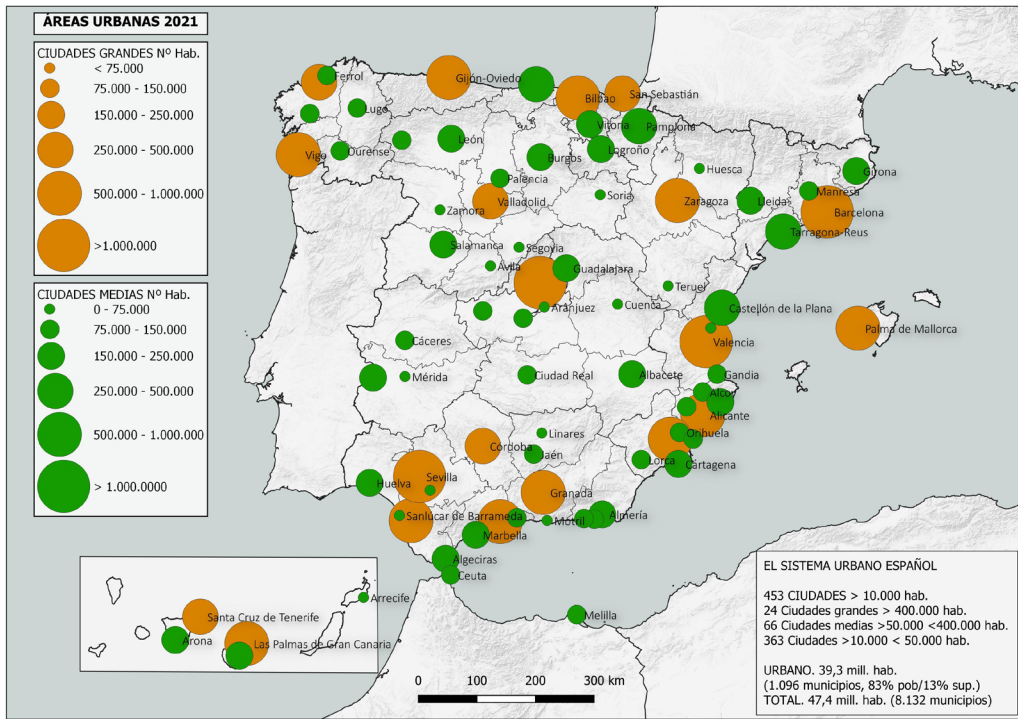 ÁREAS URBANAS 2021
CIUDADES GRANDES Nº Hab.
< 75.000
75.000 - 150.000
150.000 - 250.000
250.000 - 500.000
500.000 - 1.000.000
>1.000.000
CIUDADES MEDIAS Nº Hab.
0 - 75.000
75.000 - 150.000
150.000 - 250.000
250.000 - 500.000
500.000 - 1.000.000
> 1.000.0000
Ferrol
Gijón-Oviedo
Bilbao
San Sebastián
Lugo
Vitoria
Pamplona
León
Vigo
Ourense
Burgos
Logroño
Huesca
Girona
Palencia
Manresa
Valladolid
Soria
Zaragoza
Lleida
Zamora
Barcelona
Tarragona-Reus
Salamanca
Segovia
Ávila
Guadalajara
Teruel
Aránjuez
Cuenca
Castellón de la Plana
Palma de Mallorca
Cáceres
Valencia
Mérida
Ciudad Real
Albacete
Gandia
Alcoy
Alicante
Linares
Orihuela
Córdoba
Jaén
Lorca
Cartagena
Sevilla
Huelva
Granada
Sanlúcar de Barrameda
Motril
Almería
Marbella
Algeciras
Ceuta
Melilla
Arrecife
Santa Cruz de Tenerife
Arona
Las Palmas de Gran Canaria
0 100 200 300 km
EL SISTEMA URBANO ESPAÑOL
453 CIUDADES > 10.000 hab.
24 Ciudades grandes > 400.000 hab.
66 Ciudades medias >50.000 <400.000 hab.
363 Ciudades >10.000 < 50.000 hab.
URBANO. 39,3 mill. hab.
(1.096 municipios, 83% pob/13% sup.)
TOTAL. 47,4 mill. hab. (8.132 municipios)